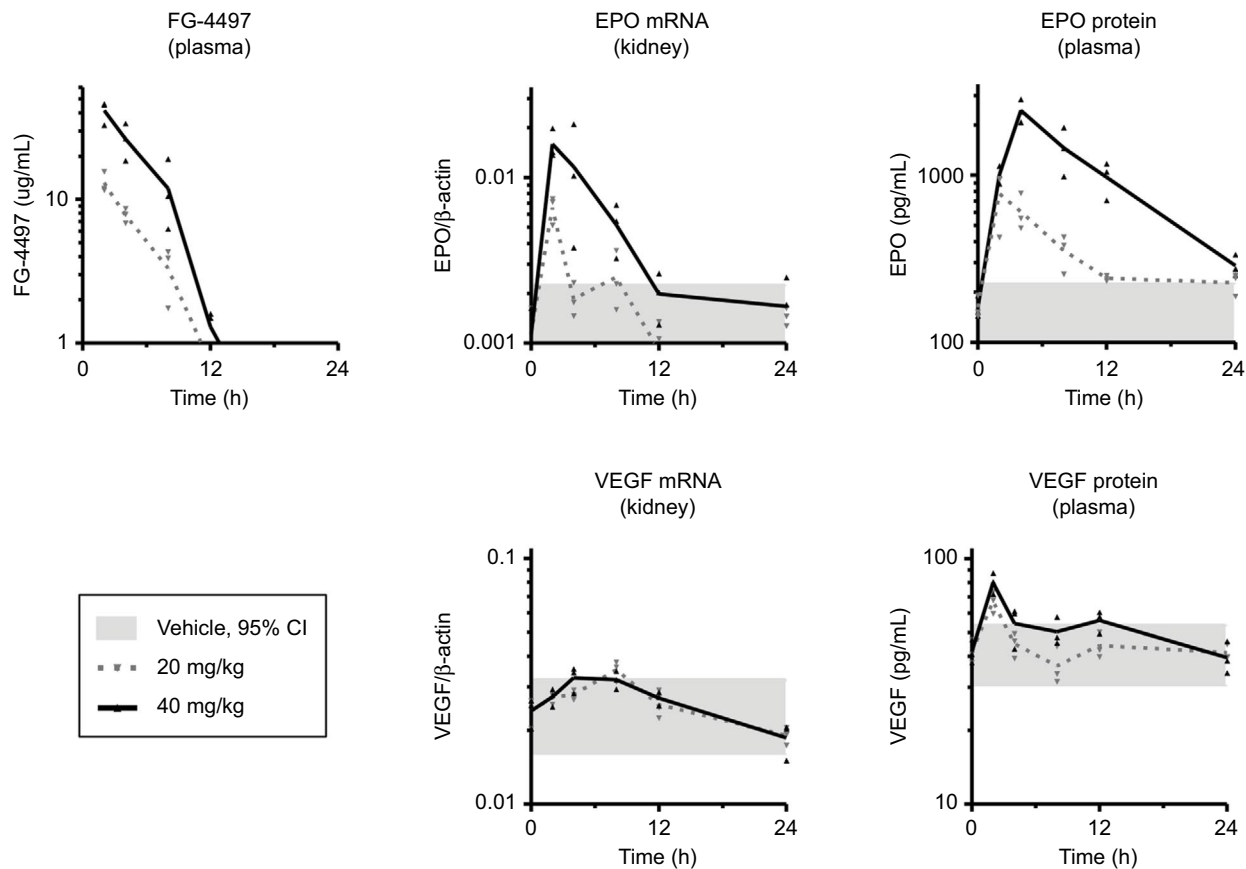 FG-4497
(plasma)
FG-4497 (ug/mL)
10
1
0
12
24
Time (h)
EPO mRNA
(kidney)
EPO/β-actin
0.01
0.001
0
12
24
Time (h)
EPO protein
(plasma)
EPO (pg/mL)
1000
100
0
12
24
Time (h)
Vehicle, 95% CI
20 mg/kg
40 mg/kg
VEGF mRNA
(kidney)
VEGF/β-actin
0.1
0.01
0
12
24
Time (h)
VEGF protein
(plasma)
VEGF (pg/mL)
100
10
0
12
24
Time (h)